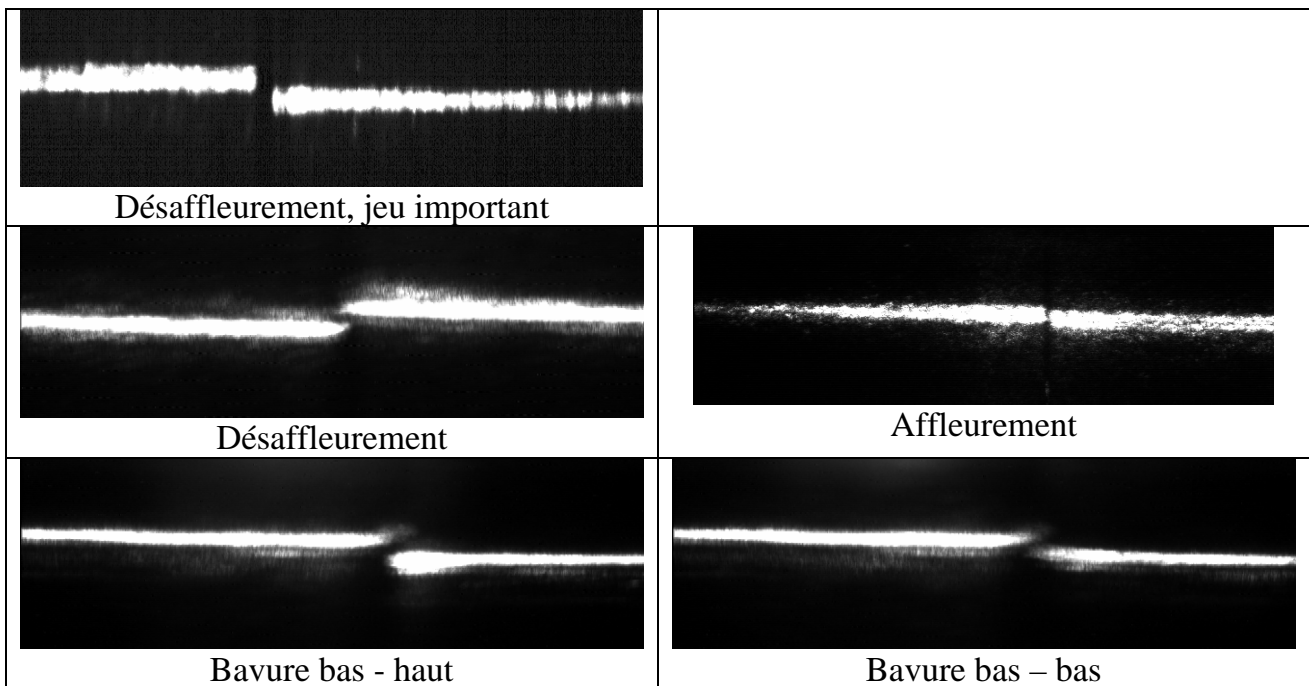 Désaffleurement, jeu important
Désaffleurement
Affleurement
Bavure bas - haut
Bavure bas – bas